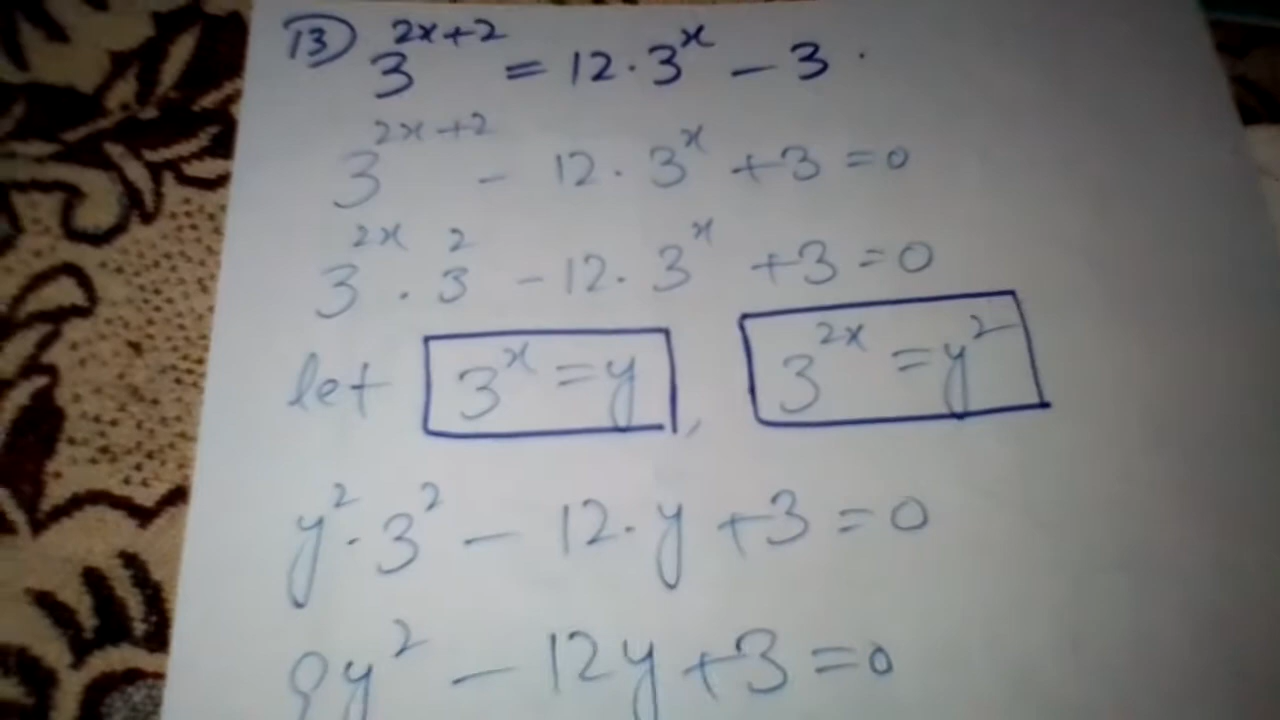 13) 3^{2x+2} = 12 · 3^x − 3 ·
3^{2x+2} − 12 · 3^x + 3 = 0
3^{2x} · 3^2 − 12 · 3^x + 3 = 0
let 3^x = y , 3^{2x} = y^2
y^2 · 3^2 − 12 · y + 3 = 0
9y^2 − 12y + 3 = 0